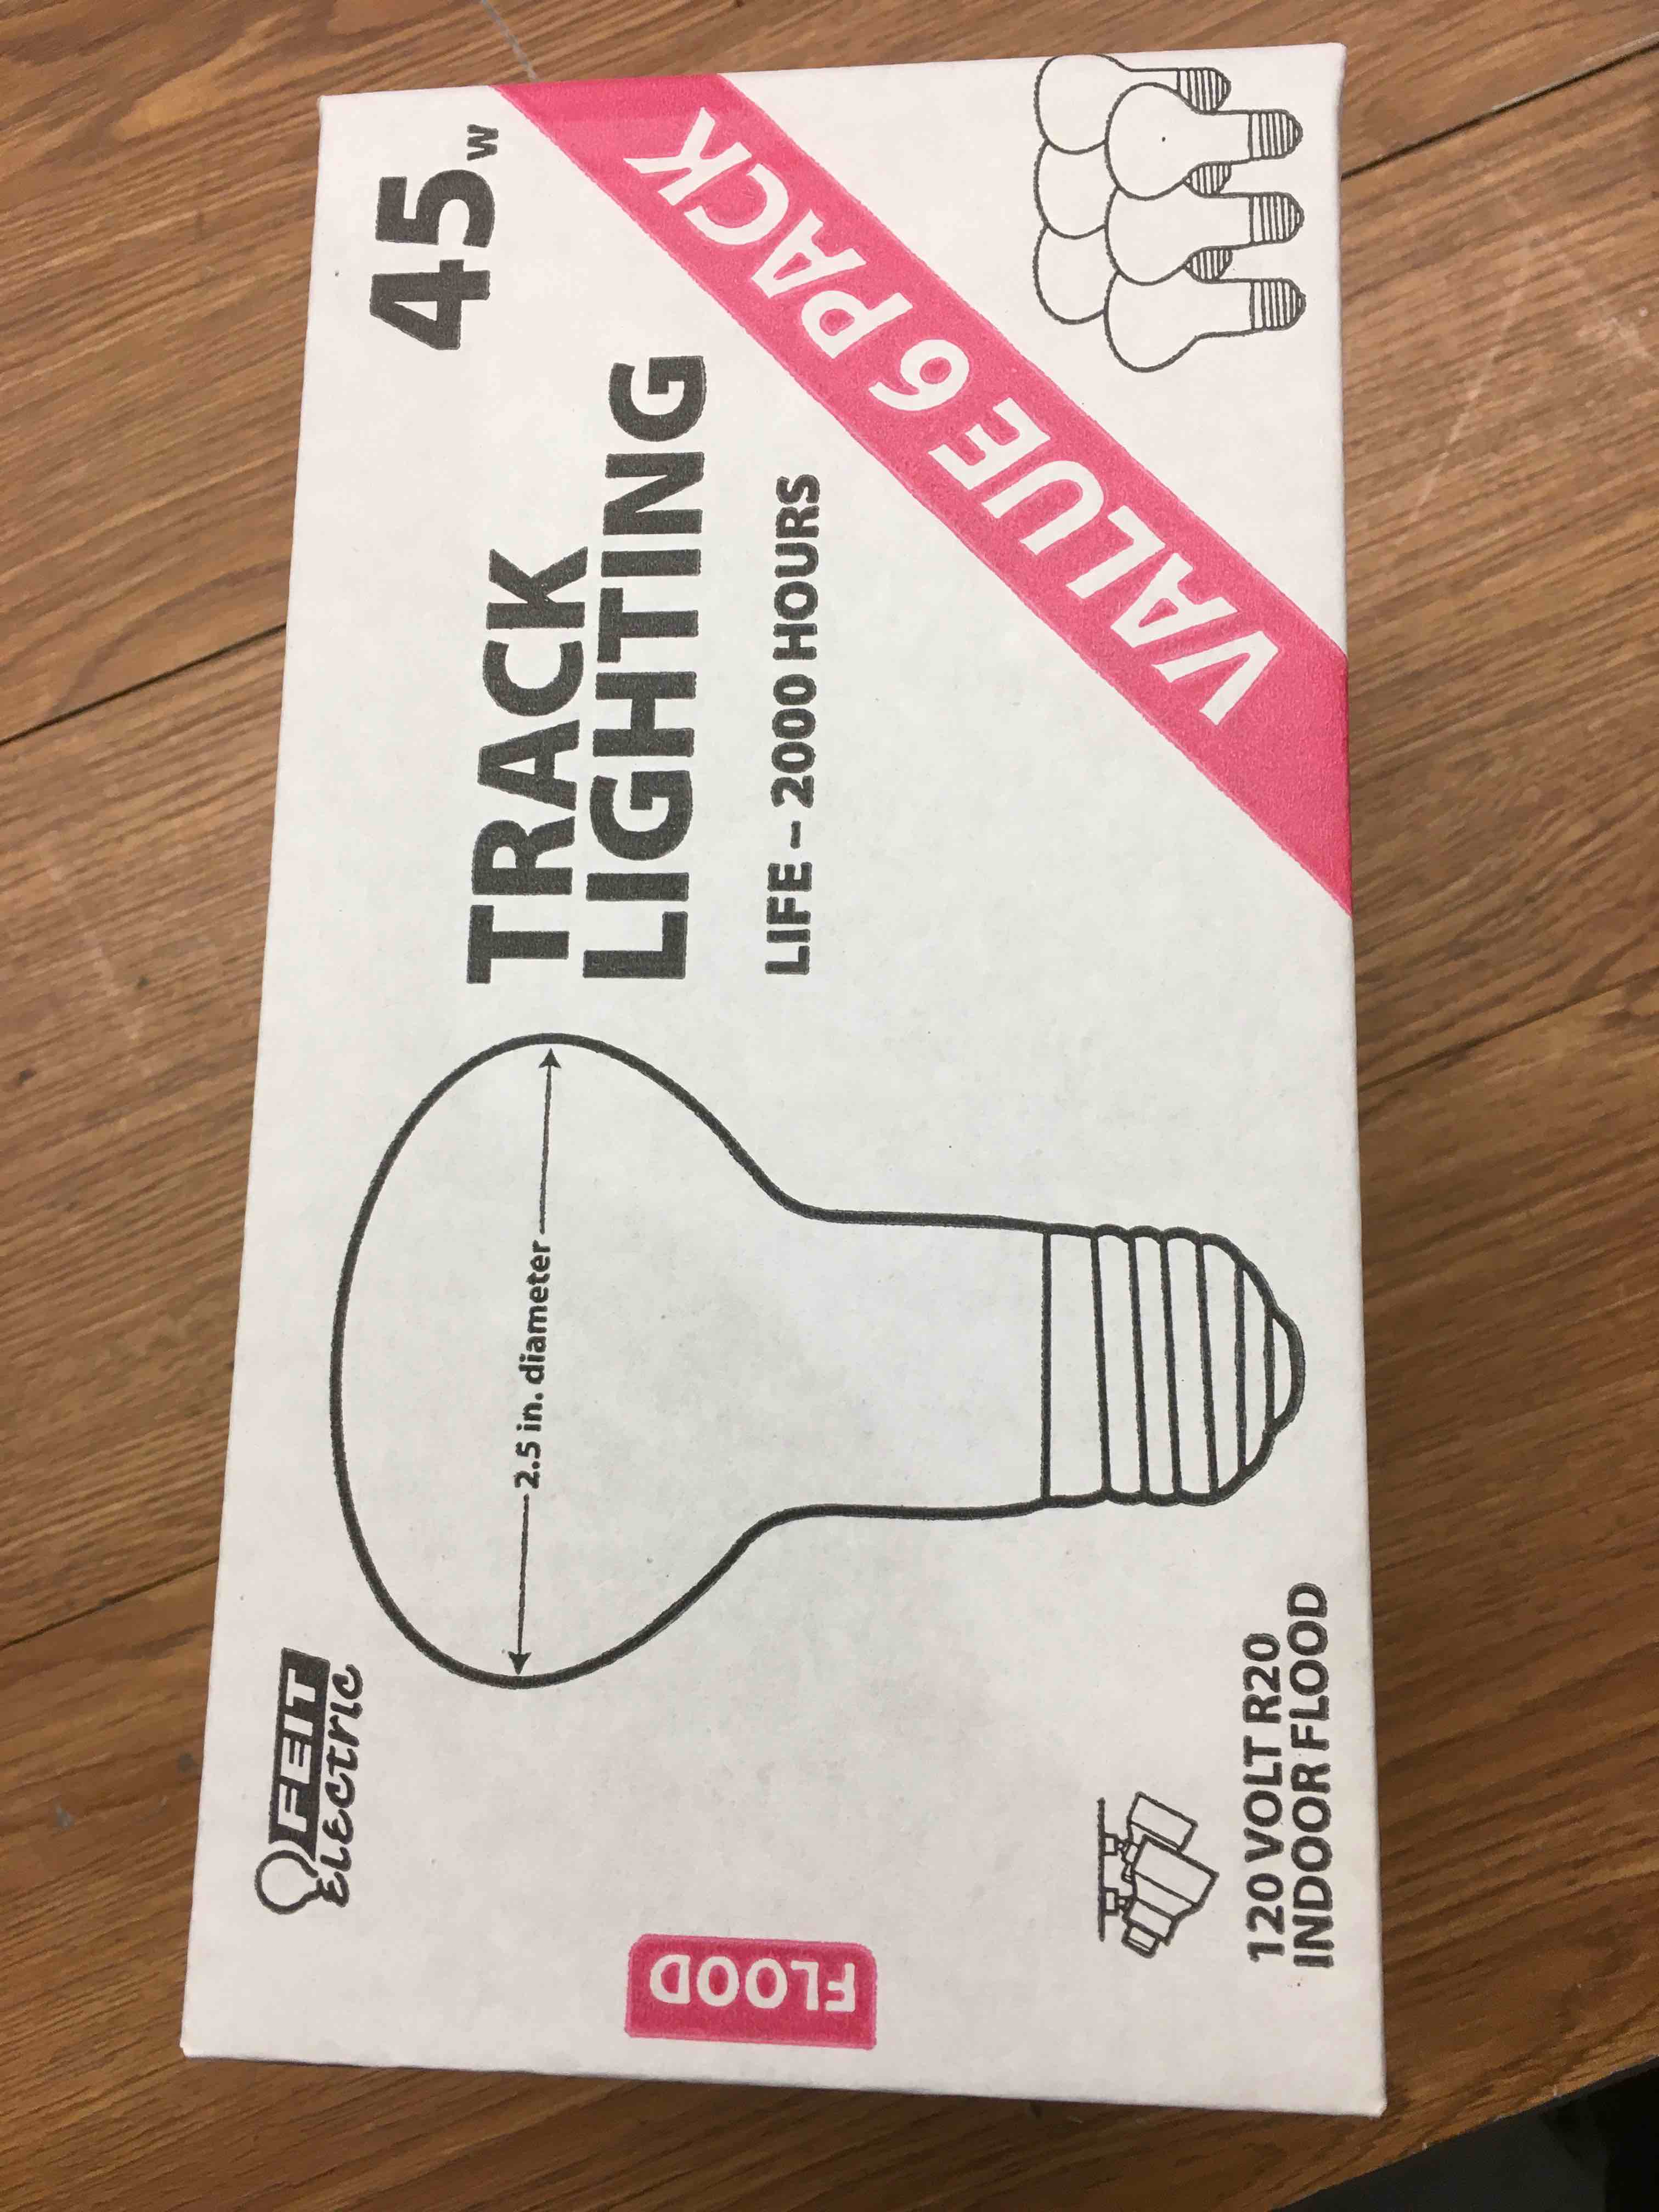 FEIT
Electric
45 W
TRACK
LIGHTING
LIFE – 2000 HOURS
2.5 in. diameter
VALUE 6 PACK
FLOOD
120 VOLT R20
INDOOR FLOOD